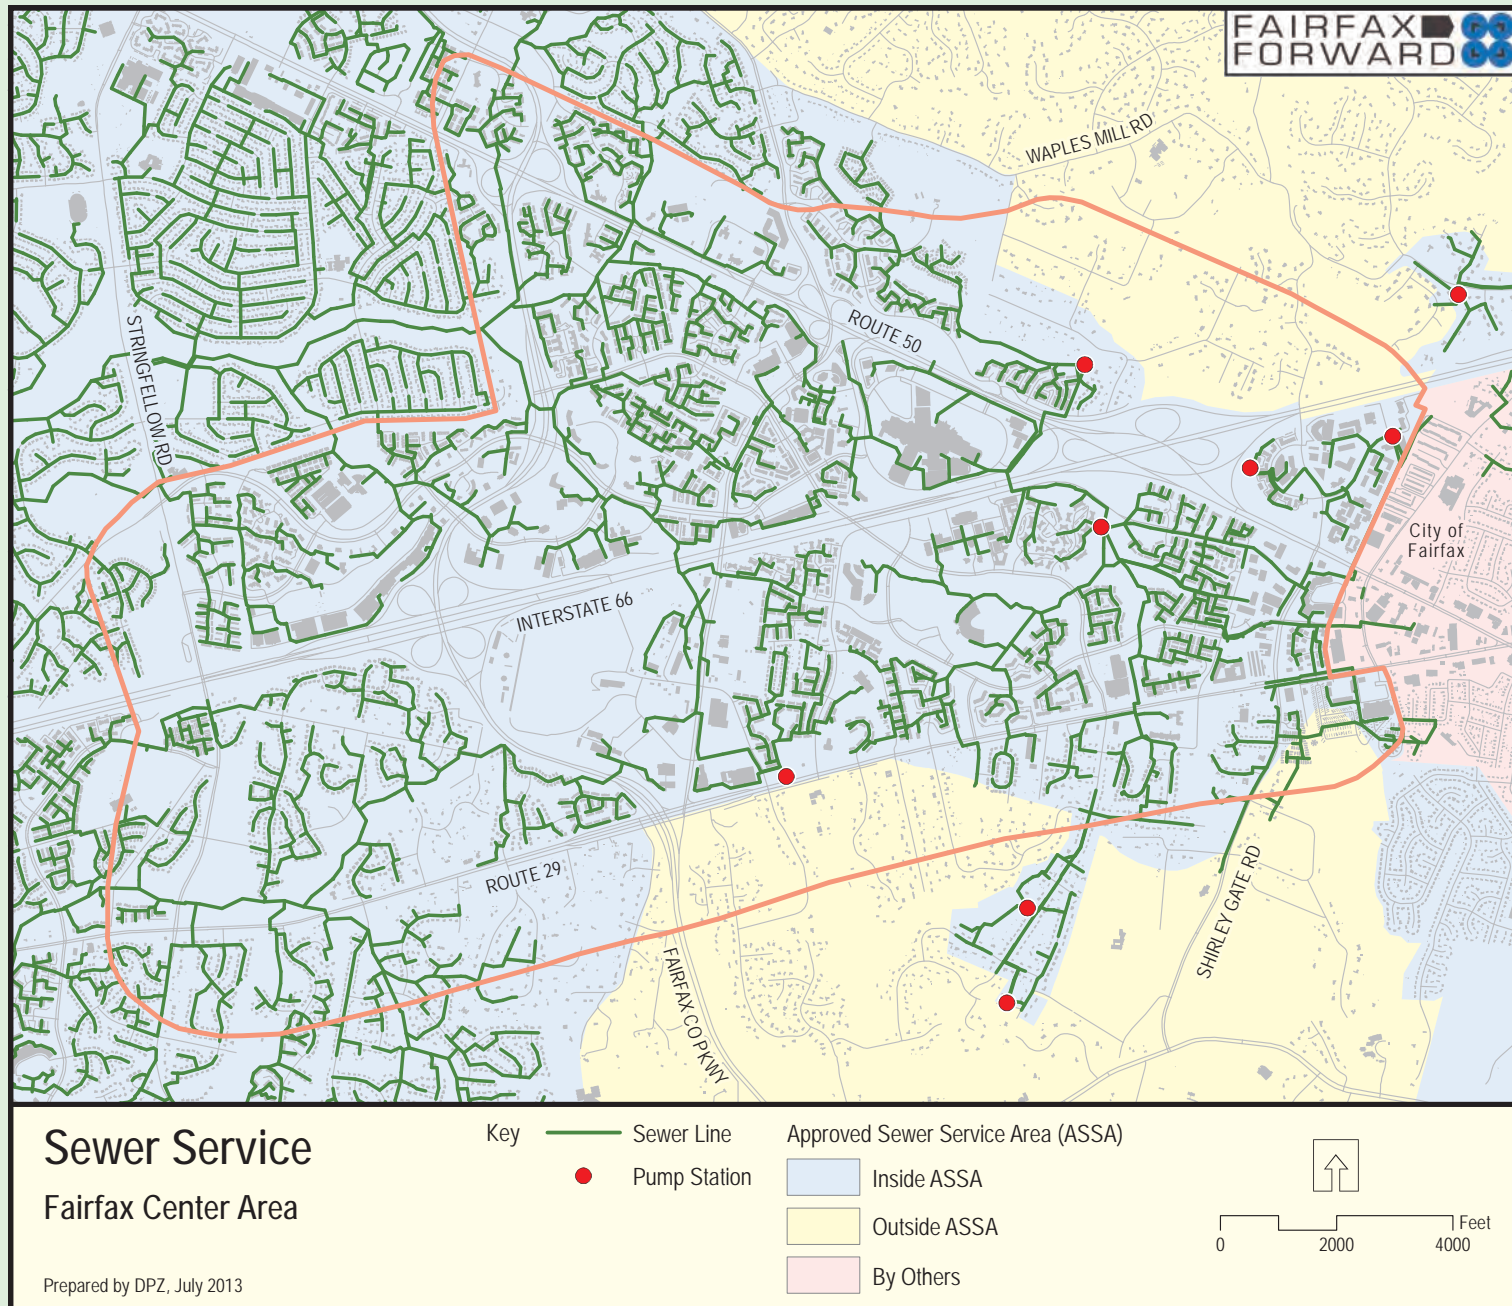 FAIRFAX
FORWARD
WAPLES MILL RD
ROUTE 50
STRINGFELLOW RD
City of
Fairfax
INTERSTATE 66
ROUTE 29
SHIRLEY GATE RD
FAIRFAX CO PKWY
Sewer Service
Fairfax Center Area
Prepared by DPZ, July 2013
Key
Sewer Line
Pump Station
Approved Sewer Service Area (ASSA)
Inside ASSA
Outside ASSA
By Others
Feet
0 2000 4000